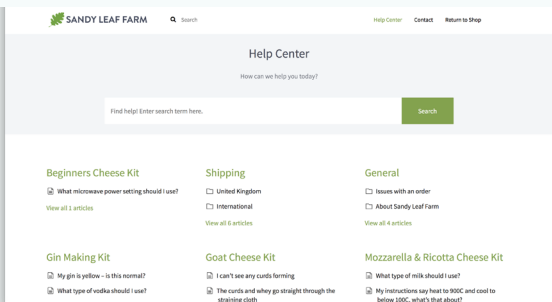 SANDY LEAF FARM
Search
Help Center
Contact
Return to Shop
Help Center
How can we help you today?
Find help! Enter search term here.
Search
Beginners Cheese Kit
What microwave power setting should I use?
View all 1 articles
Shipping
United Kingdom
International
View all 6 articles
General
Issues with an order
About Sandy Leaf Farm
View all 4 articles
Gin Making Kit
My gin is yellow – is this normal?
What type of vodka should I use?
Goat Cheese Kit
I can't see any curds forming
The curds and whey go straight through the
straining cloth
Mozzarella & Ricotta Cheese Kit
What type of milk should I use?
My instructions say heat to 900C and cool to
below 100C, what's that about?